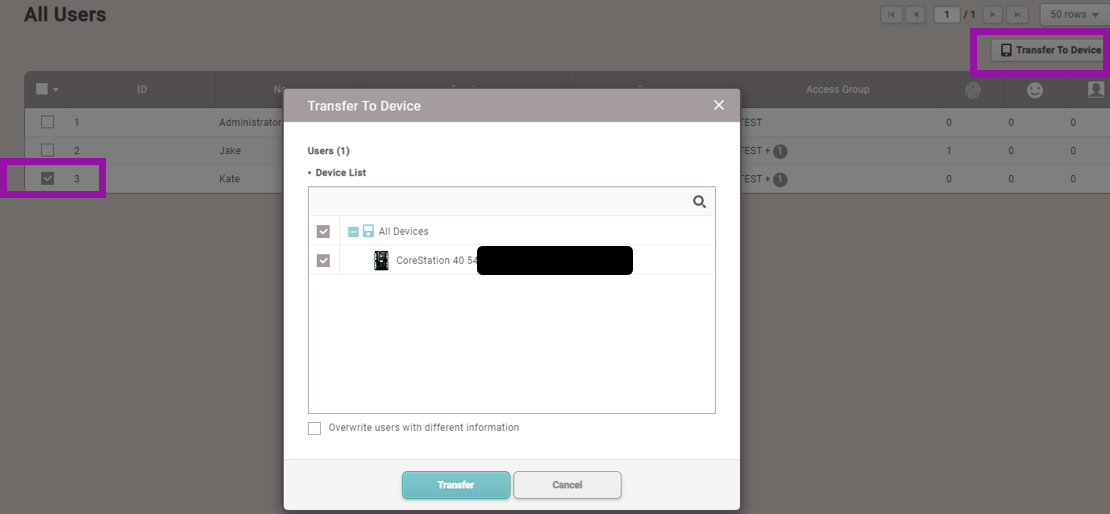 All Users
1 / 1
50 rows
Transfer To Device
ID
Access Group
1 Administrator TEST 0 0 0
2 Jake TEST + 1 1 0 0
3 Kate TEST + 1 0 0 0
Transfer To Device
Users (1)
• Device List
All Devices
CoreStation 40 54
Overwrite users with different information
Transfer
Cancel